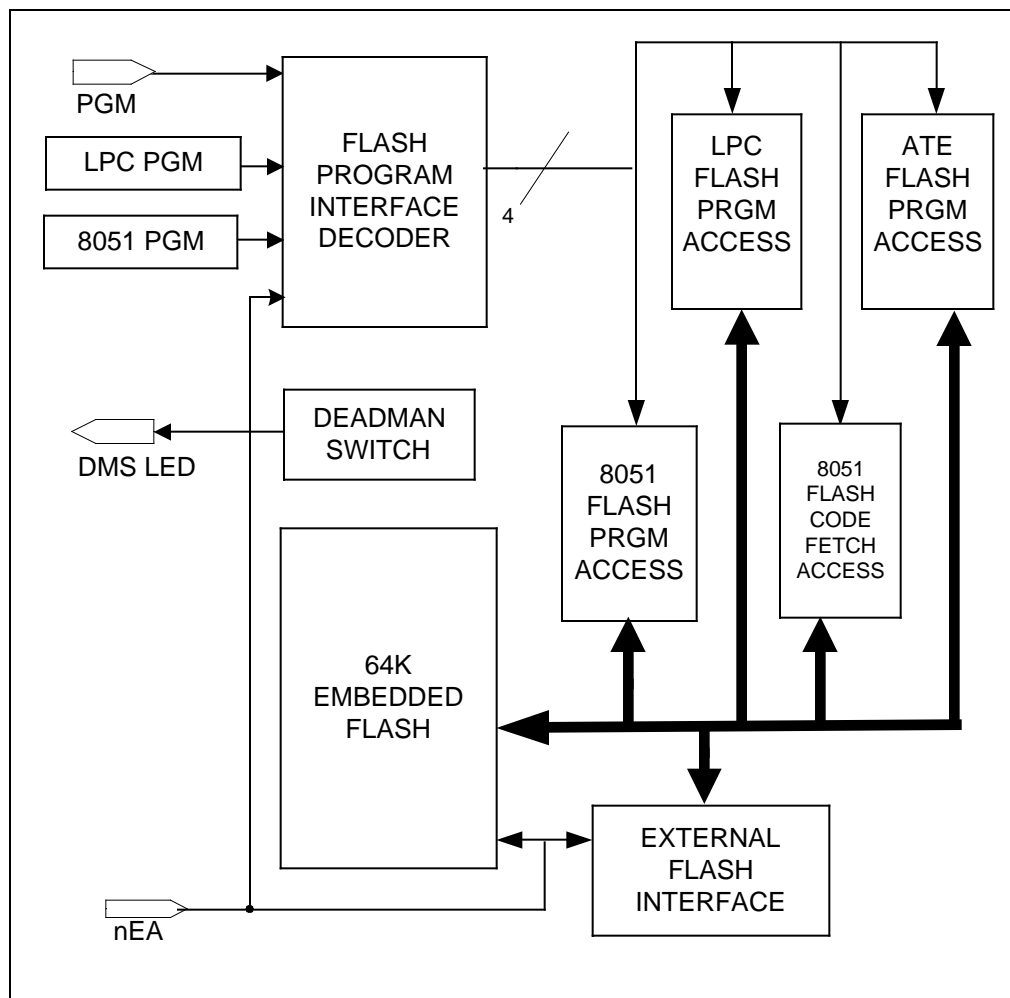 PGM
LPC PGM
8051 PGM
FLASH
PROGRAM
INTERFACE
DECODER
4
LPC
FLASH
PRGM
ACCESS
ATE
FLASH
PRGM
ACCESS
DMS LED
DEADMAN
SWITCH
8051
FLASH
PRGM
ACCESS
8051
FLASH
CODE
FETCH
ACCESS
64K
EMBEDDED
FLASH
EXTERNAL
FLASH
INTERFACE
nEA